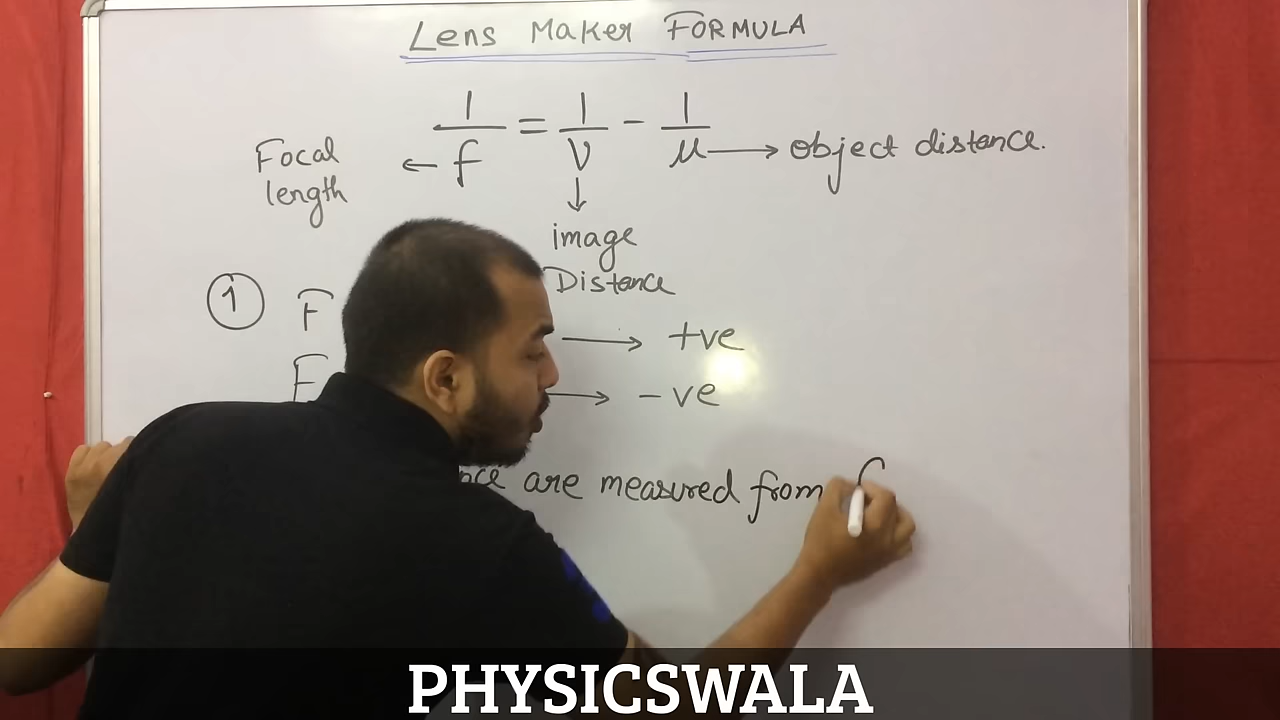 Lens Maker FORMULA
1/f = 1/v - 1/u → object distance.
Focal length ←
↓
image Distance
① F → +ve
F → -ve
are measured from
PHYSICSWALA